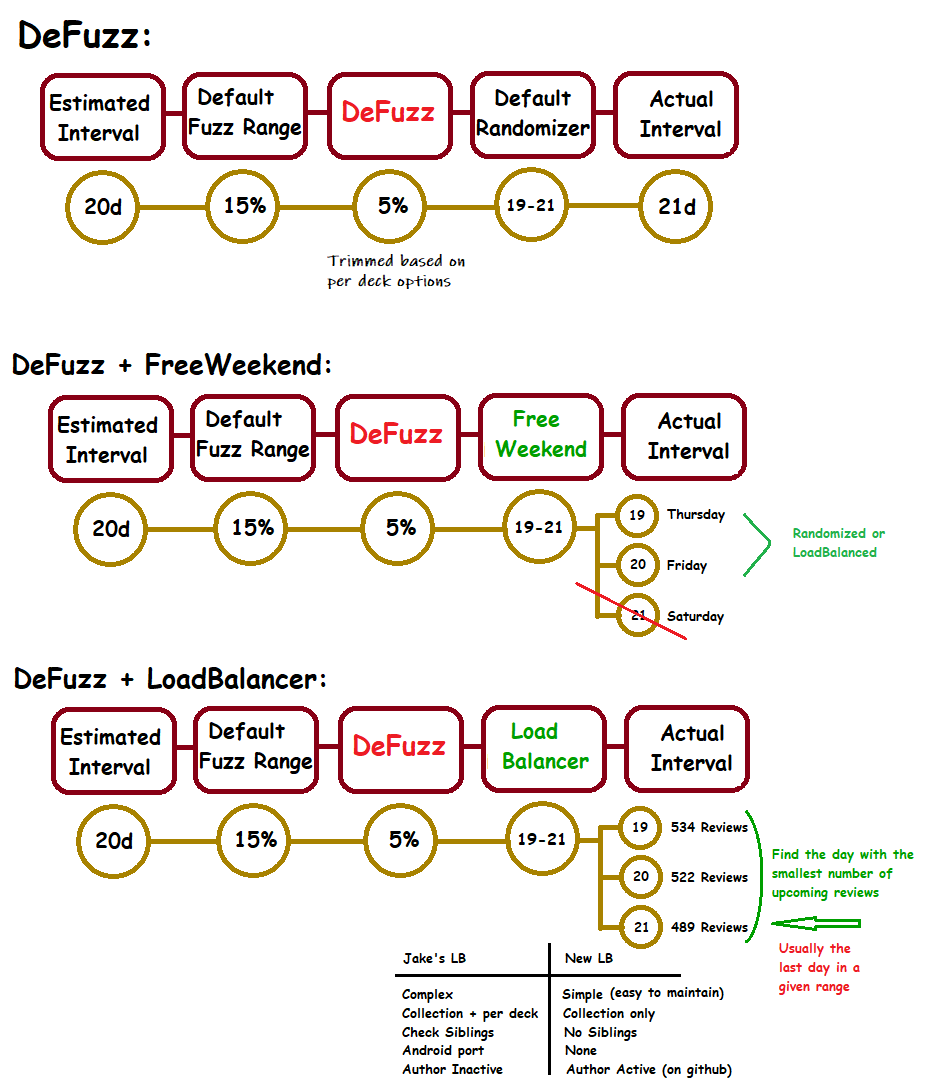 DeFuzz:
Estimated
Interval
Default
Fuzz Range
DeFuzz
Default
Randomizer
Actual
Interval
20d
15%
5%
19-21
21d
Trimmed based on
per deck options
DeFuzz + FreeWeekend:
Estimated
Interval
Default
Fuzz Range
DeFuzz
Free
Weekend
Actual
Interval
20d
15%
5%
19-21
19 Thursday
20 Friday
21 Saturday
Randomized or
LoadBalanced
DeFuzz + LoadBalancer:
Estimated
Interval
Default
Fuzz Range
DeFuzz
Load
Balancer
Actual
Interval
20d
15%
5%
19-21
19 534 Reviews
20 522 Reviews
21 489 Reviews
Find the day with the
smallest number of
upcoming reviews
Usually the
last day in a
given range
Jake's LB New LB
Complex Simple (easy to maintain)
Collection + per deck Collection only
Check Siblings No Siblings
Android port None
Author Inactive Author Active (on github)